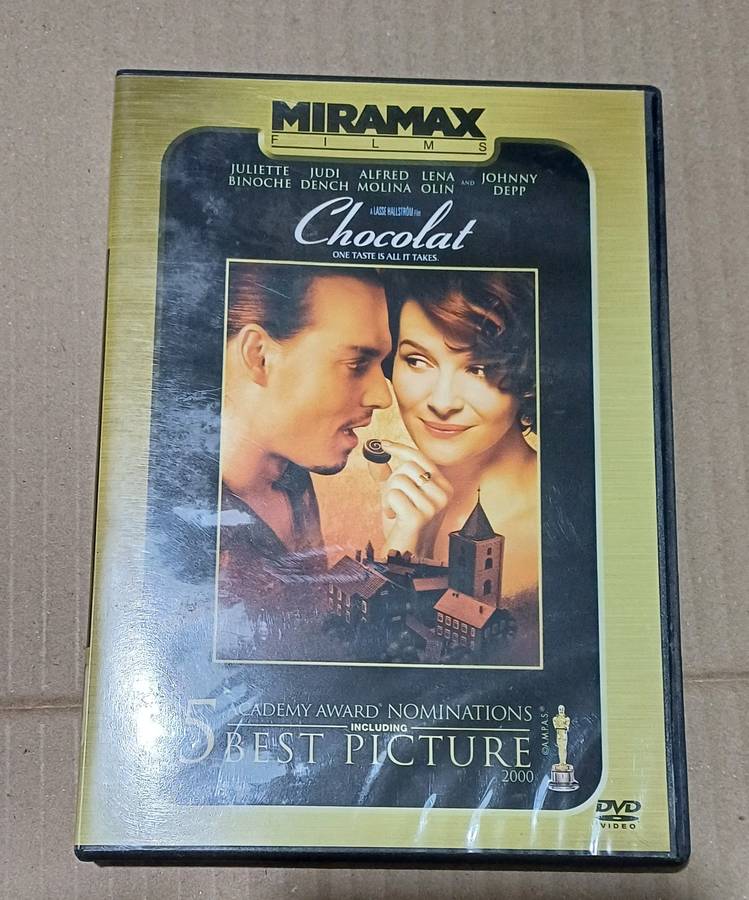 MIRAMAX
FILMS
JULIETTE BINOCHE JUDI DENCH ALFRED MOLINA LENA OLIN AND JOHNNY DEPP
A LASSE HALLSTRÖM Film
Chocolat
ONE TASTE IS ALL IT TAKES.
5 ACADEMY AWARD® NOMINATIONS
INCLUDING
BEST PICTURE
2000
©A.M.P.A.S.®
DVD
VIDEO